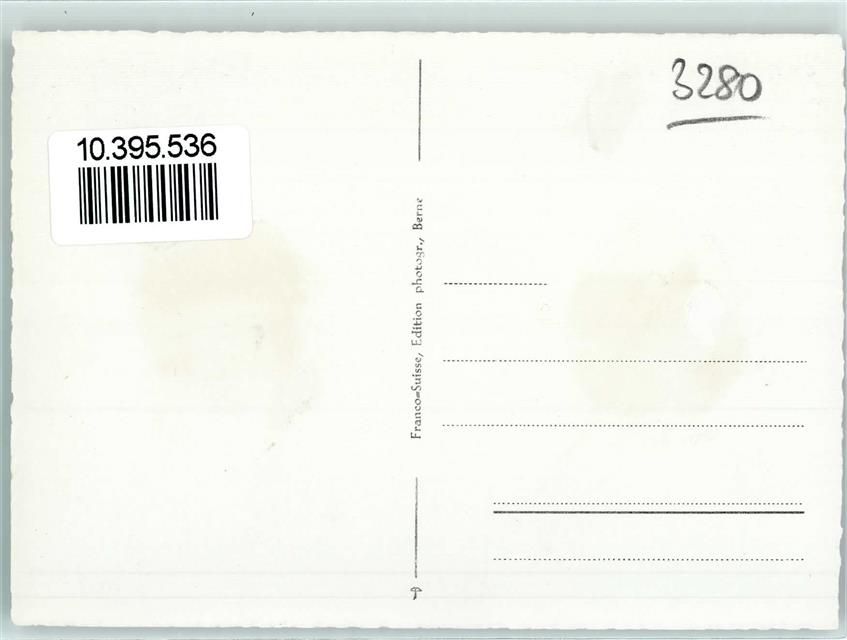 10.395.536
3280
Franco=Suisse, Edition photogr., Berne